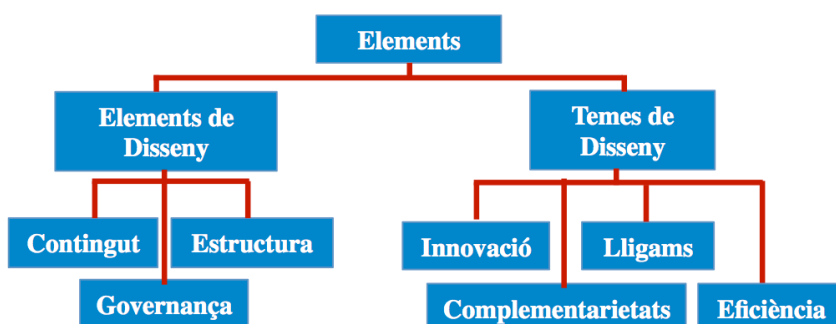 Elements
Elements de
Disseny
Temes de
Disseny
Contingut
Estructura
Governança
Innovació
Lligams
Complementarietats
Eficiència